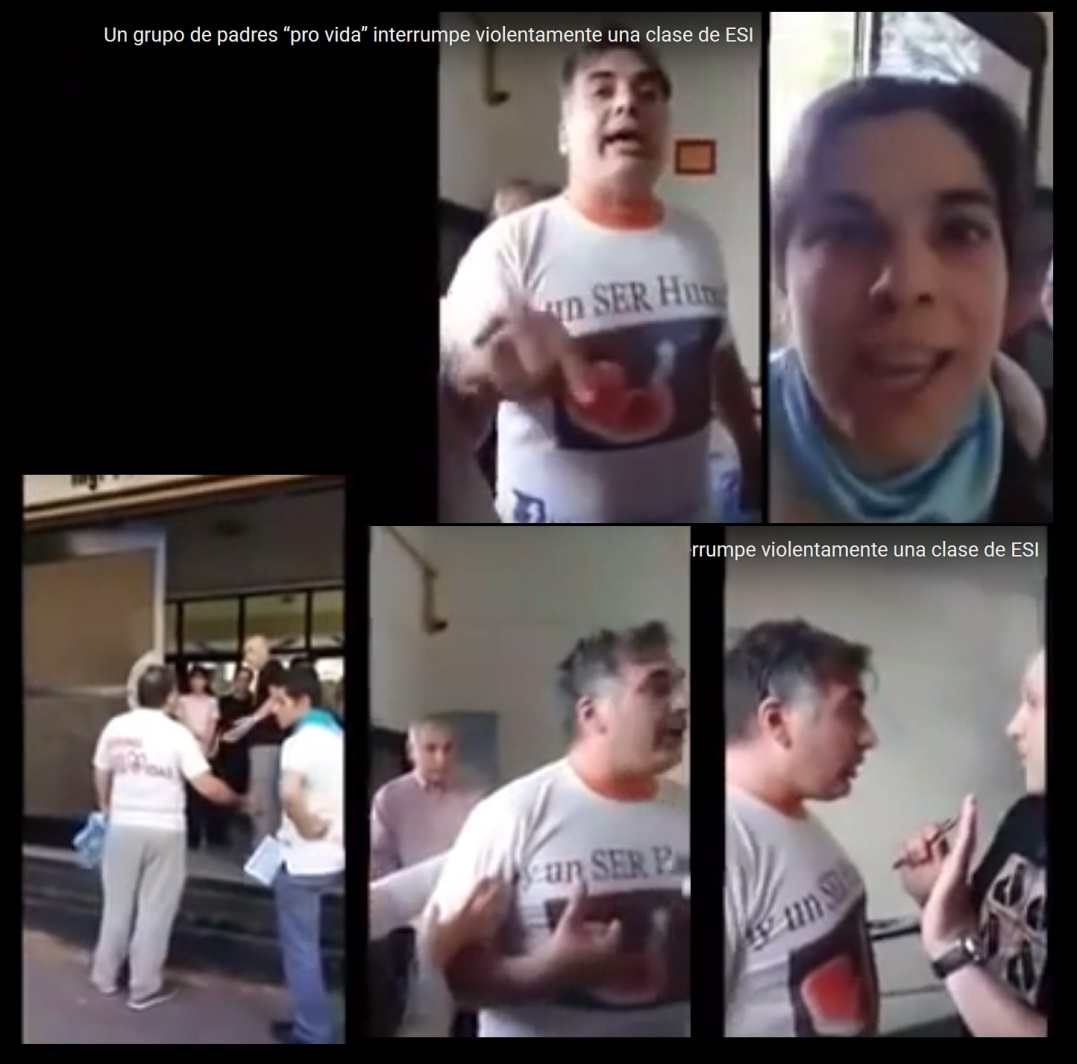 Un grupo de padres “pro vida” interrumpe violentamente una clase de ESI
un SER Hum
rrumpe violentamente una clase de ESI
y un SER
y un